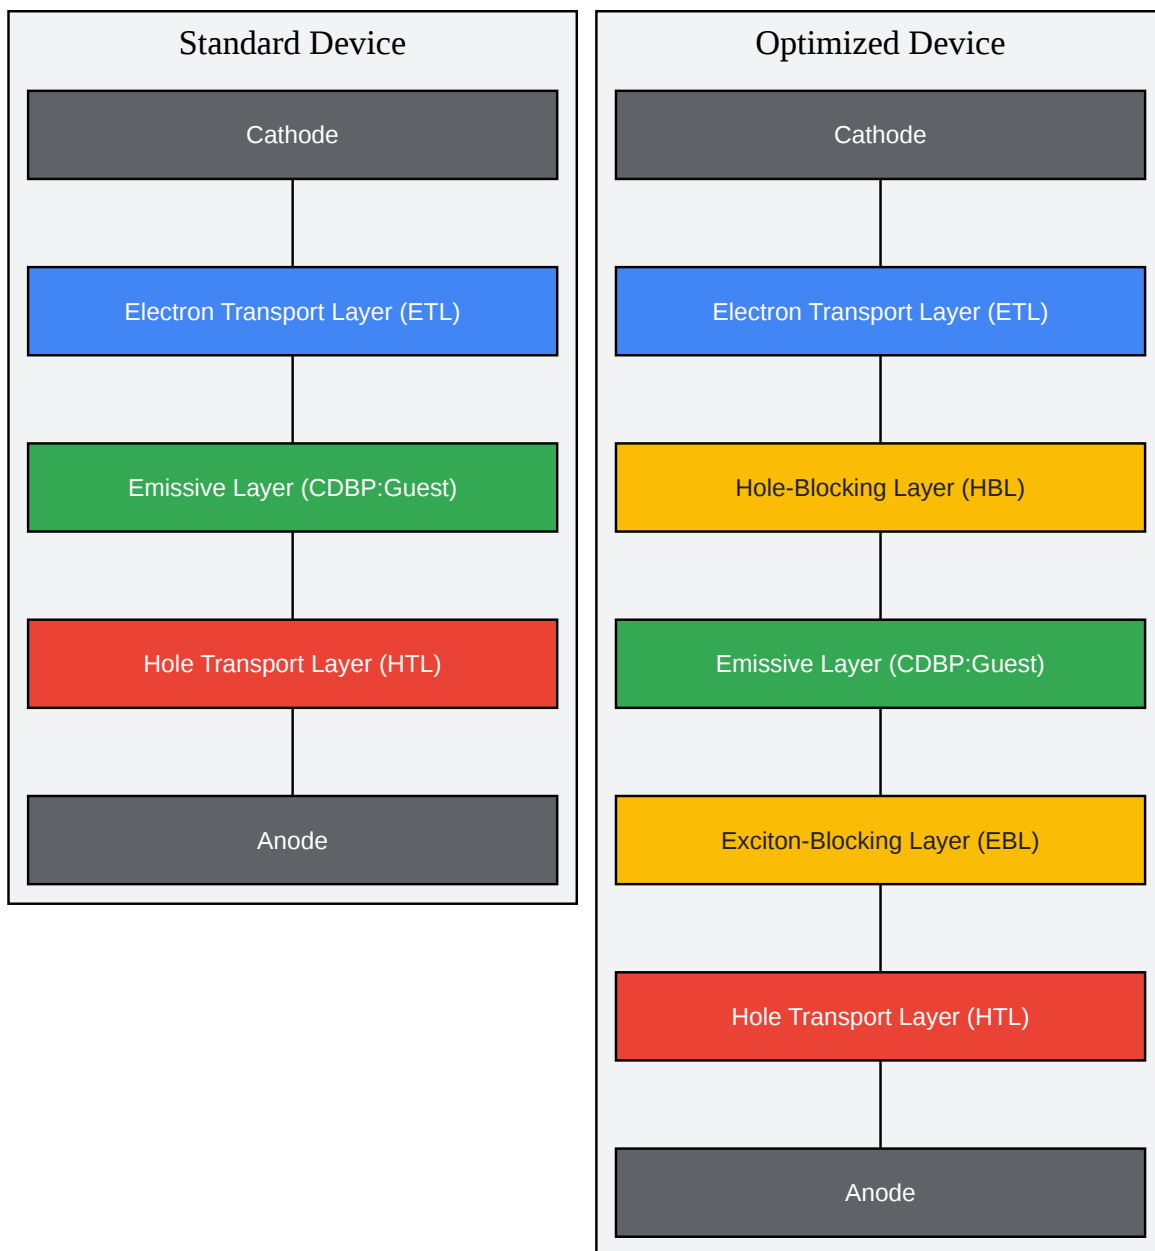 Standard Device
Cathode
Electron Transport Layer (ETL)
Emissive Layer (CDBP:Guest)
Hole Transport Layer (HTL)
Anode
Optimized Device
Cathode
Electron Transport Layer (ETL)
Hole-Blocking Layer (HBL)
Emissive Layer (CDBP:Guest)
Exciton-Blocking Layer (EBL)
Hole Transport Layer (HTL)
Anode